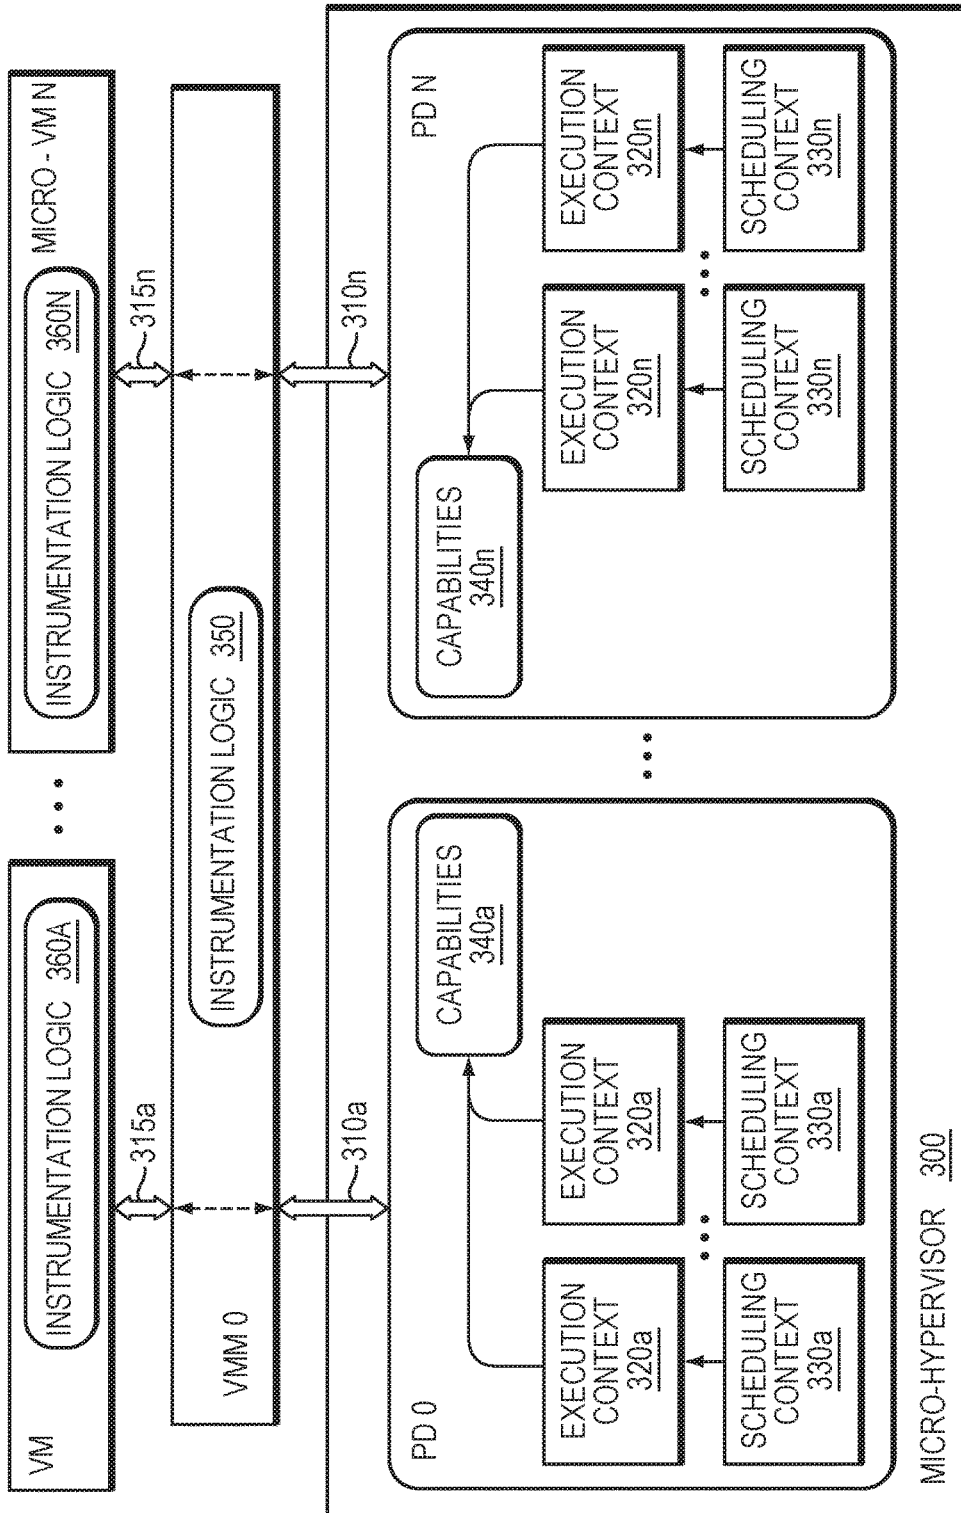 VM
INSTRUMENTATION LOGIC 360A
MICRO - VM N
INSTRUMENTATION LOGIC 360N
315a
315n
VMM 0
INSTRUMENTATION LOGIC 350
310a
310n
PD 0
CAPABILITIES
340a
EXECUTION
CONTEXT
320a
EXECUTION
CONTEXT
320a
SCHEDULING
CONTEXT
330a
SCHEDULING
CONTEXT
330a
PD N
CAPABILITIES
340n
EXECUTION
CONTEXT
320n
EXECUTION
CONTEXT
320n
SCHEDULING
CONTEXT
330n
SCHEDULING
CONTEXT
330n
MICRO-HYPERVISOR 300